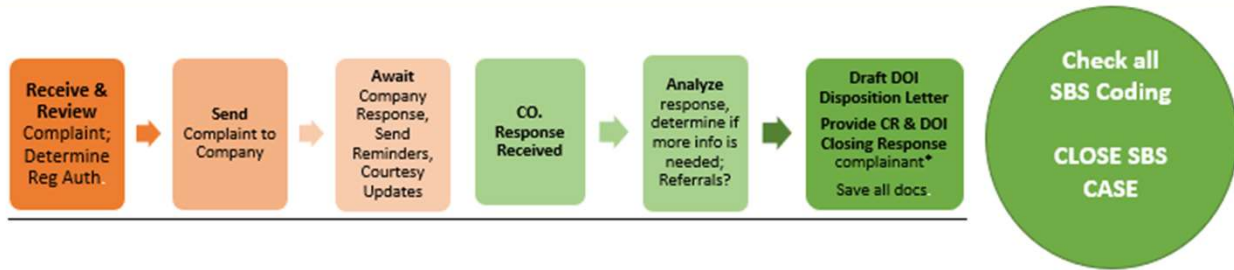 Receive &
Review
Complaint;
Determine
Reg Auth.
Send
Complaint to
Company
Await
Company
Response,
Send
Reminders,
Courtesy
Updates
CO.
Response
Received
Analyze
response,
determine if
more info is
needed;
Referrals?
Draft DOI
Disposition Letter
Provide CR & DOI
Closing Response
complainant*
Save all docs.
Check all
SBS Coding
CLOSE SBS
CASE